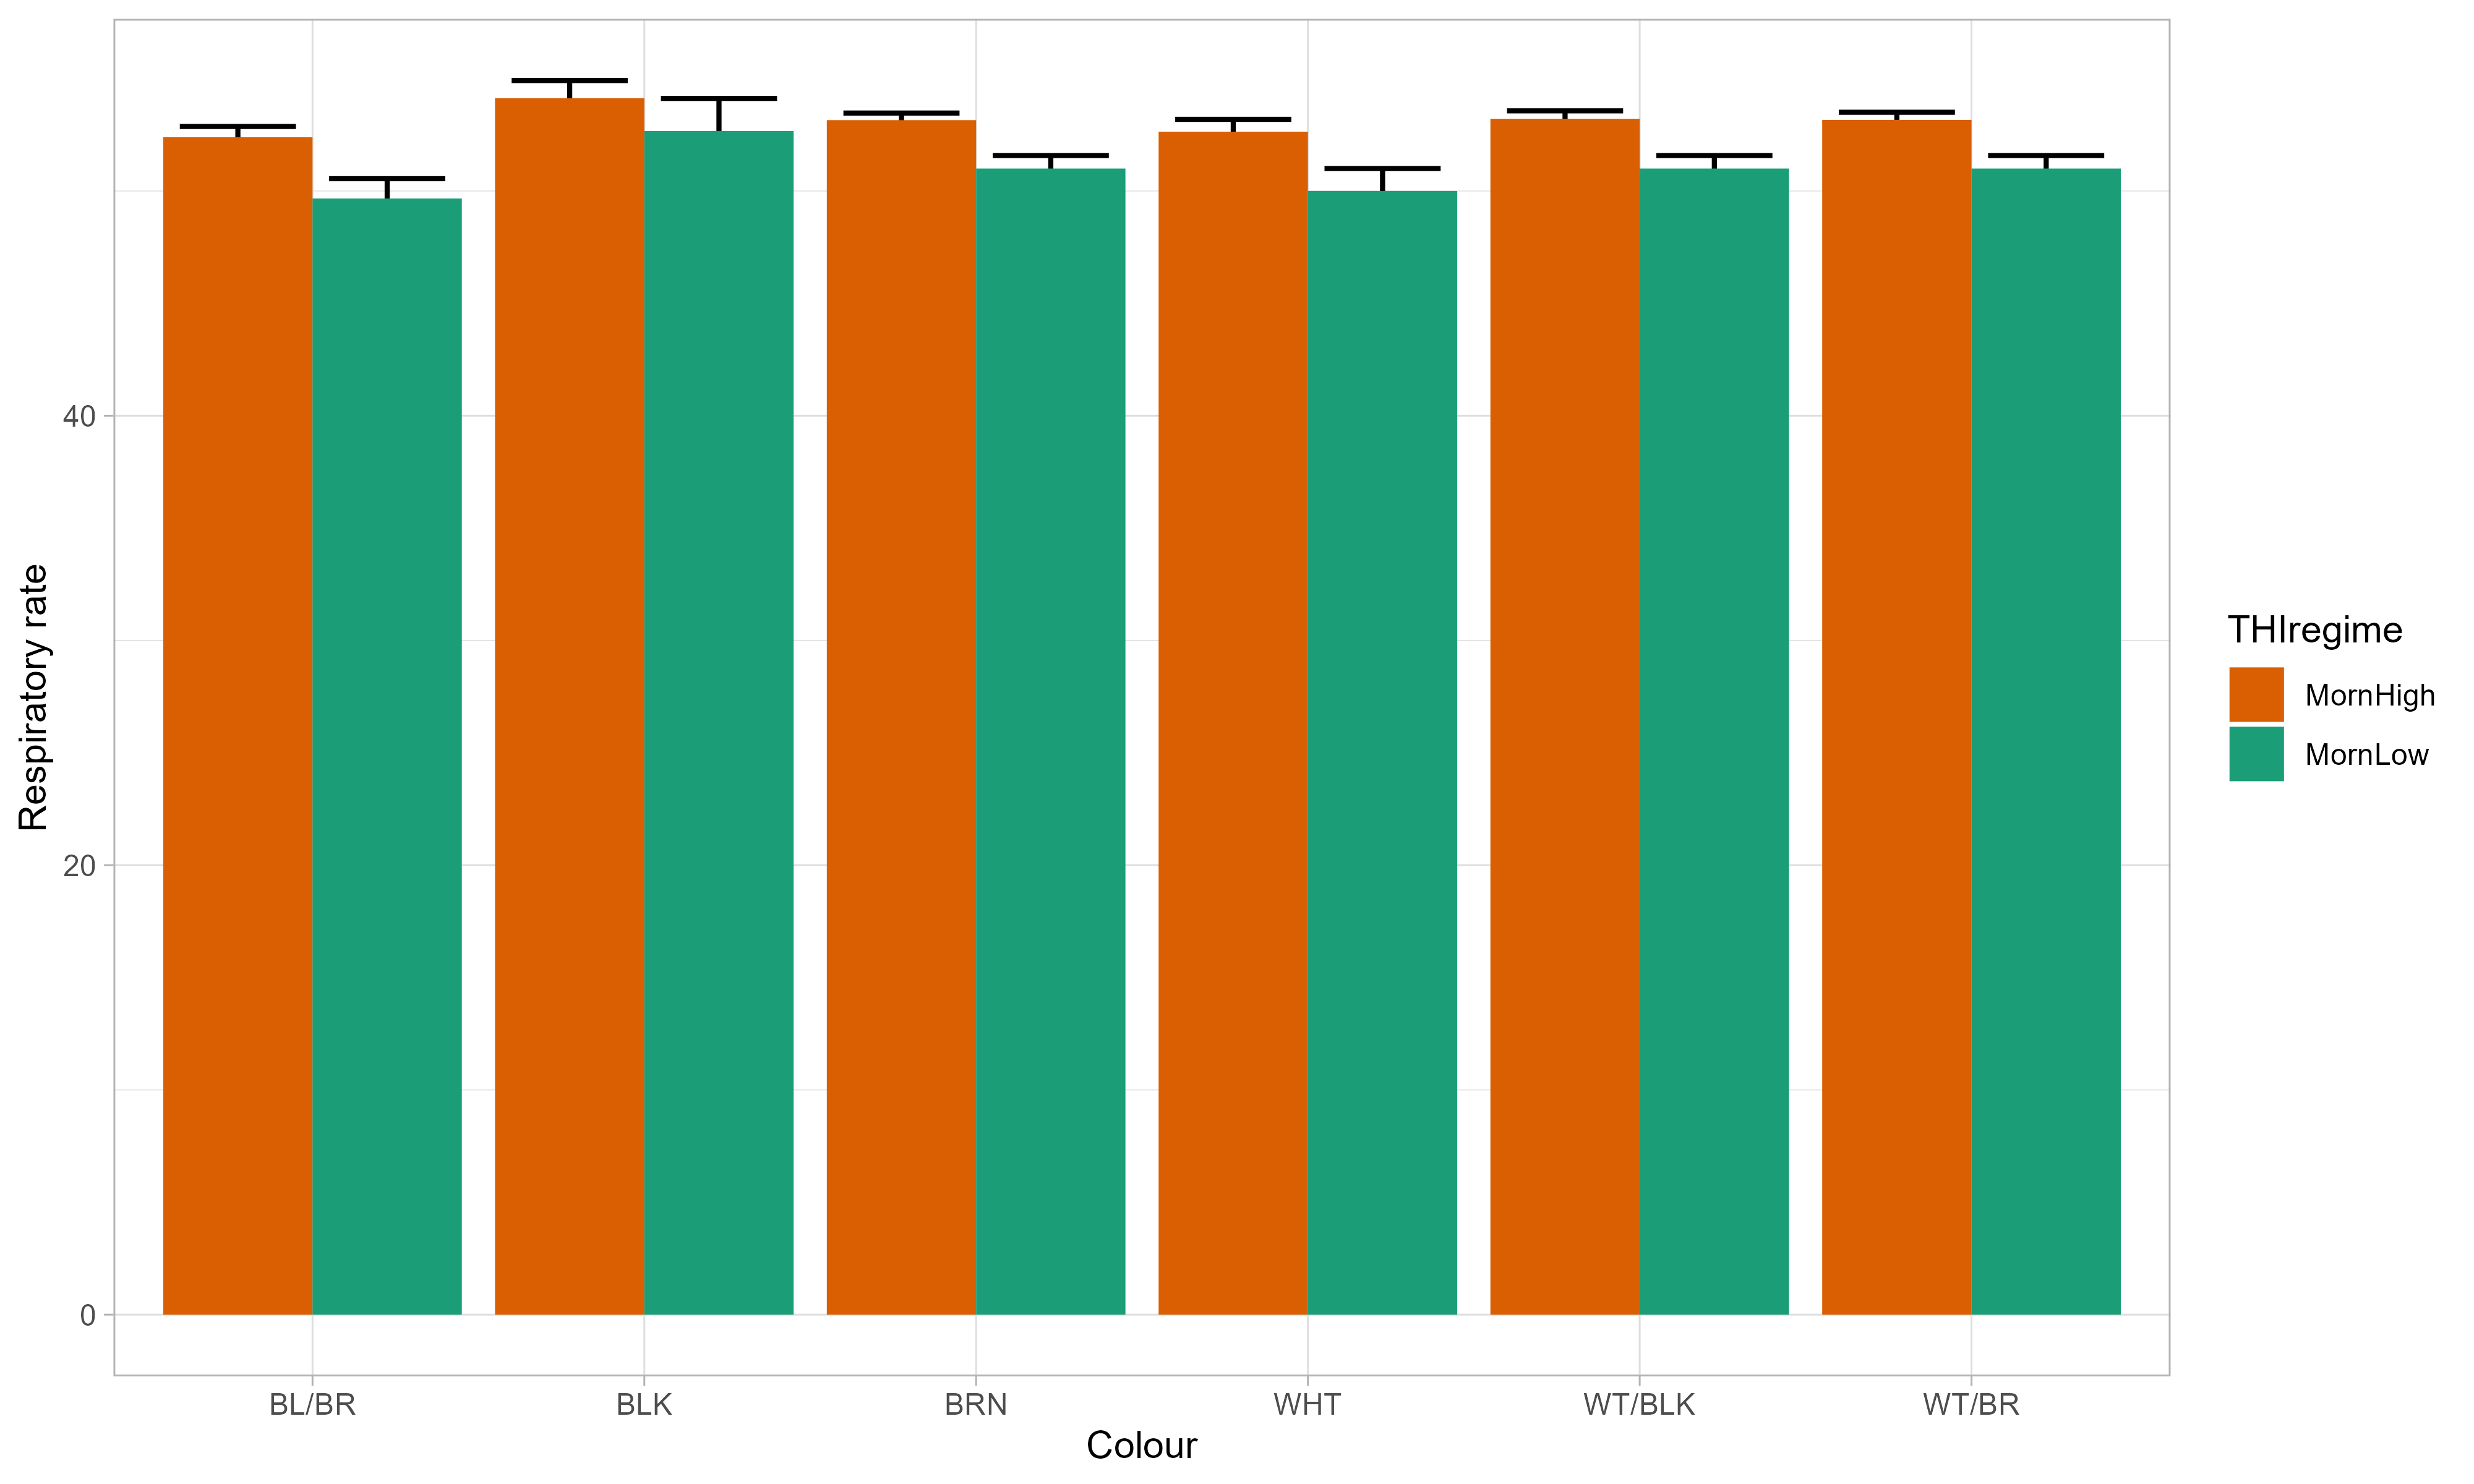 Respiratory rate
40
20
0
BL/BR BLK BRN WHT WT/BLK WT/BR
Colour
THIregime
MornHigh
MornLow